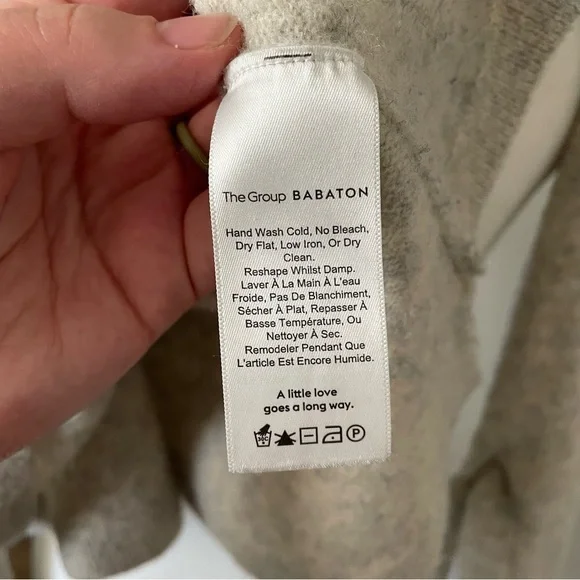 The Group BABATON
Hand Wash Cold, No Bleach,
Dry Flat, Low Iron, Or Dry
Clean.
Reshape Whilst Damp.
Laver À La Main À L'eau
Froide, Pas De Blanchiment,
Sécher À Plat, Repasser À
Basse Température, Ou
Nettoyer À Sec.
Remodeler Pendant Que
L'article Est Encore Humide.
A little love
goes a long way.
30C P